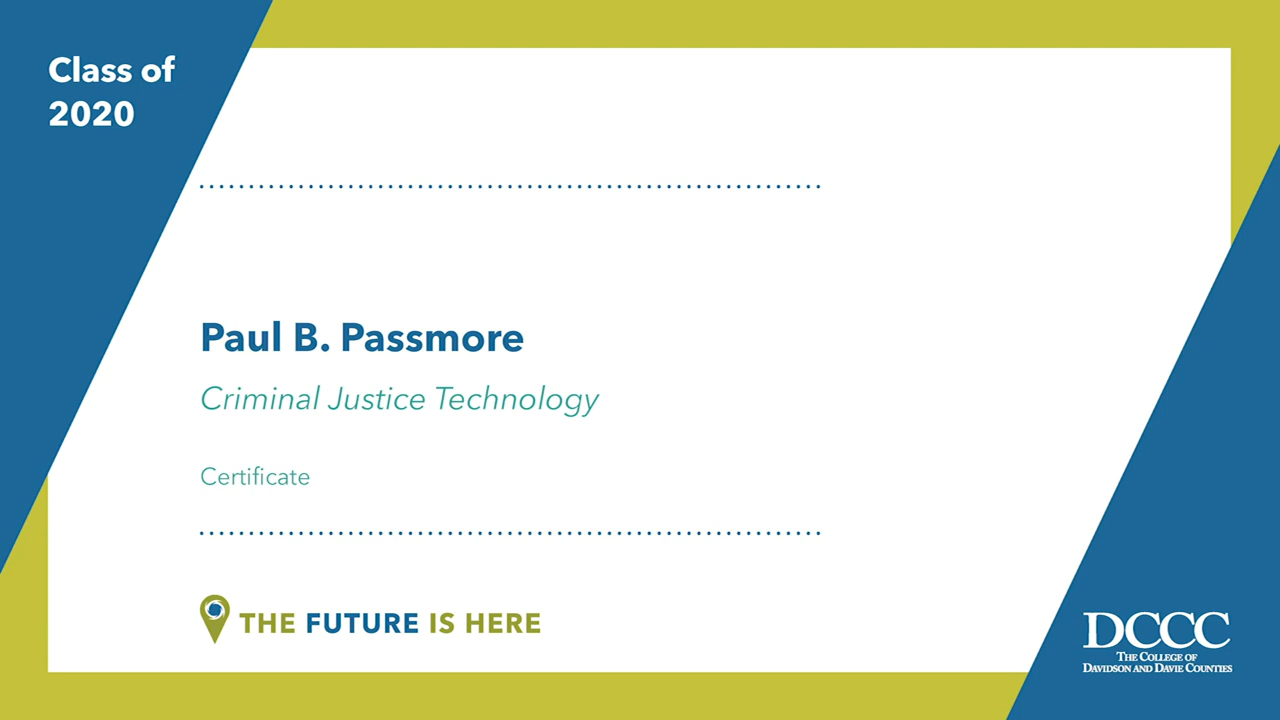 Class of
2020
Paul B. Passmore
Criminal Justice Technology
Certificate
THE FUTURE IS HERE
DCCC
THE COLLEGE OF
DAVIDSON AND DAVIE COUNTIES